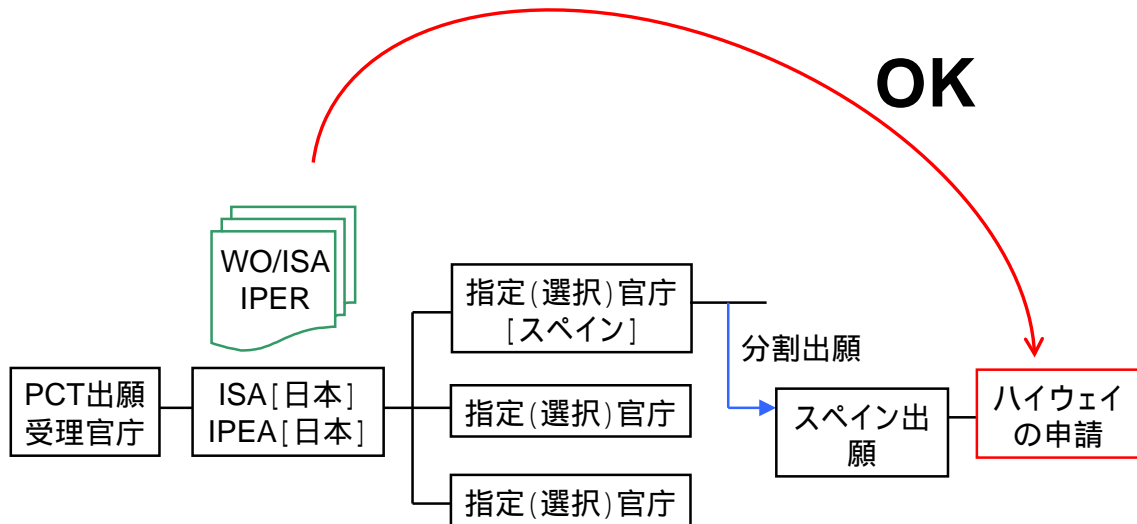 OK
WO/ISA
IPER
指定(選択)官庁
[スペイン]
分割出願
PCT出願
受理官庁
ISA[日本]
IPEA[日本]
指定(選択)官庁
スペイン出
願
ハイウェイ
の申請
指定(選択)官庁